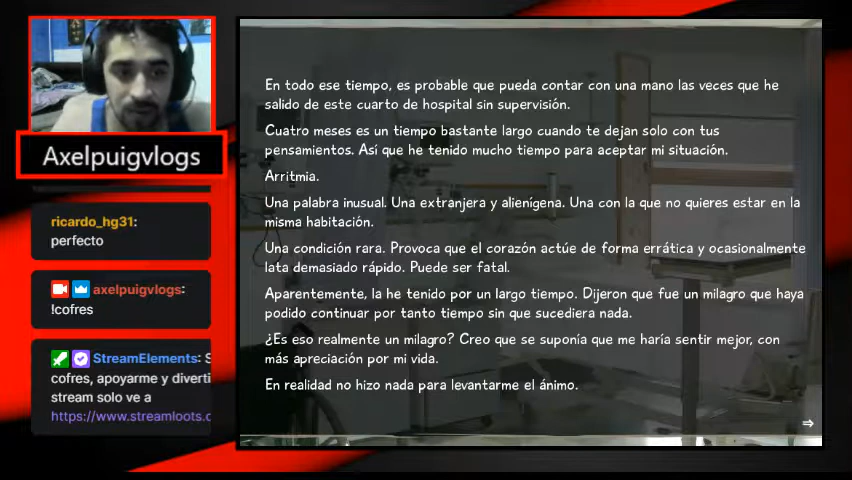 Axelpuigvlogs
ricardo_hg31:
perfecto
axelpuigvlogs:
!cofres
StreamElements: S
cofres, apoyarme y diverti
stream solo ve a
https://www.streamloots.c
En todo ese tiempo, es probable que pueda contar con una mano las veces que he
salido de este cuarto de hospital sin supervisión.
Cuatro meses es un tiempo bastante largo cuando te dejan solo con tus
pensamientos. Así que he tenido mucho tiempo para aceptar mi situación.
Arritmia.
Una palabra inusual. Una extranjera y alienígena. Una con la que no quieres estar en la
misma habitación.
Una condición rara. Provoca que el corazón actúe de forma errática y ocasionalmente
lata demasiado rápido. Puede ser fatal.
Aparentemente, la he tenido por un largo tiempo. Dijeron que fue un milagro que haya
podido continuar por tanto tiempo sin que sucediera nada.
¿Es eso realmente un milagro? Creo que se suponía que me haría sentir mejor, con
más apreciación por mi vida.
En realidad no hizo nada para levantarme el ánimo.